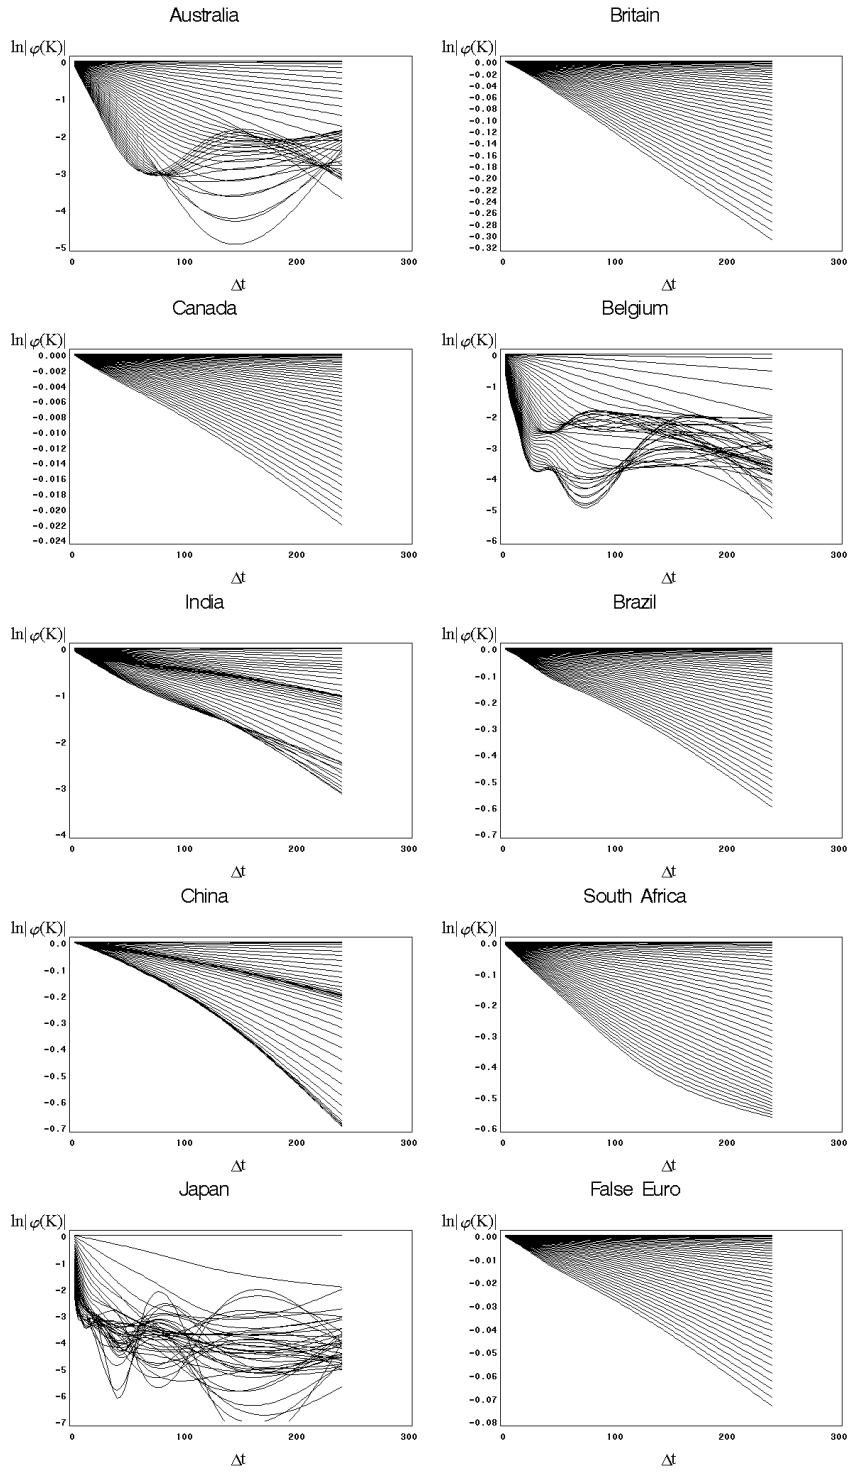 Australia
ln|φ(K)|
0
-1
-2
-3
-4
-5
0 100 200 300
Δt
Britain
ln|φ(K)|
0.00
-0.02
-0.04
-0.06
-0.08
-0.10
-0.12
-0.14
-0.16
-0.18
-0.20
-0.22
-0.24
-0.26
-0.28
-0.30
-0.32
0 100 200 300
Δt
Canada
ln|φ(K)|
0.000
-0.002
-0.004
-0.006
-0.008
-0.010
-0.012
-0.014
-0.016
-0.018
-0.020
-0.022
-0.024
0 100 200 300
Δt
Belgium
ln|φ(K)|
0
-1
-2
-3
-4
-5
-6
0 100 200 300
Δt
India
ln|φ(K)|
0
-1
-2
-3
-4
0 100 200 300
Δt
Brazil
ln|φ(K)|
0.0
-0.1
-0.2
-0.3
-0.4
-0.5
-0.6
-0.7
0 100 200 300
Δt
China
ln|φ(K)|
0.0
-0.1
-0.2
-0.3
-0.4
-0.5
-0.6
-0.7
0 100 200 300
Δt
South Africa
ln|φ(K)|
0.0
-0.1
-0.2
-0.3
-0.4
-0.5
-0.6
0 100 200 300
Δt
Japan
ln|φ(K)|
0
-1
-2
-3
-4
-5
-6
-7
0 100 200 300
Δt
False Euro
ln|φ(K)|
0.00
-0.01
-0.02
-0.03
-0.04
-0.05
-0.06
-0.07
-0.08
0 100 200 300
Δt